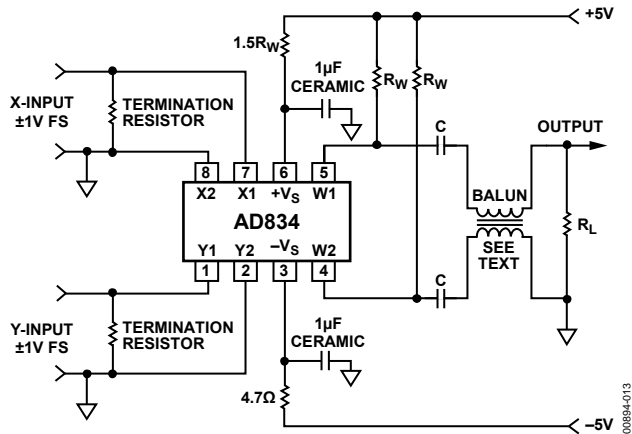 +5V
1.5RW
1µF
CERAMIC
RW
RW
X-INPUT
±1V FS
TERMINATION
RESISTOR
C
OUTPUT
8
7
6
5
X2
X1
+VS
W1
BALUN
RL
AD834
SEE
TEXT
Y1
Y2
–VS
W2
1
2
3
4
C
Y-INPUT
±1V FS
TERMINATION
RESISTOR
1µF
CERAMIC
4.7Ω
–5V
00894-013